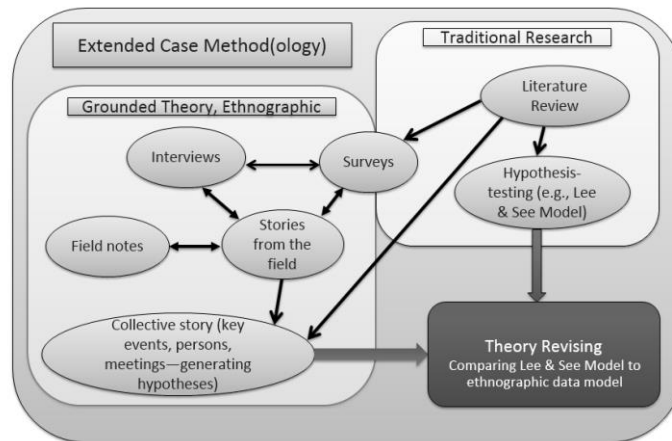 Extended Case Method(ology)
Traditional Research
Grounded Theory, Ethnographic
Literature
Review
Interviews
Surveys
Hypothesis-
testing (e.g., Lee
& See Model)
Field notes
Stories
from the
field
Collective story (key
events, persons,
meetings—generating
hypotheses)
Theory Revising
Comparing Lee & See Model to
ethnographic data model